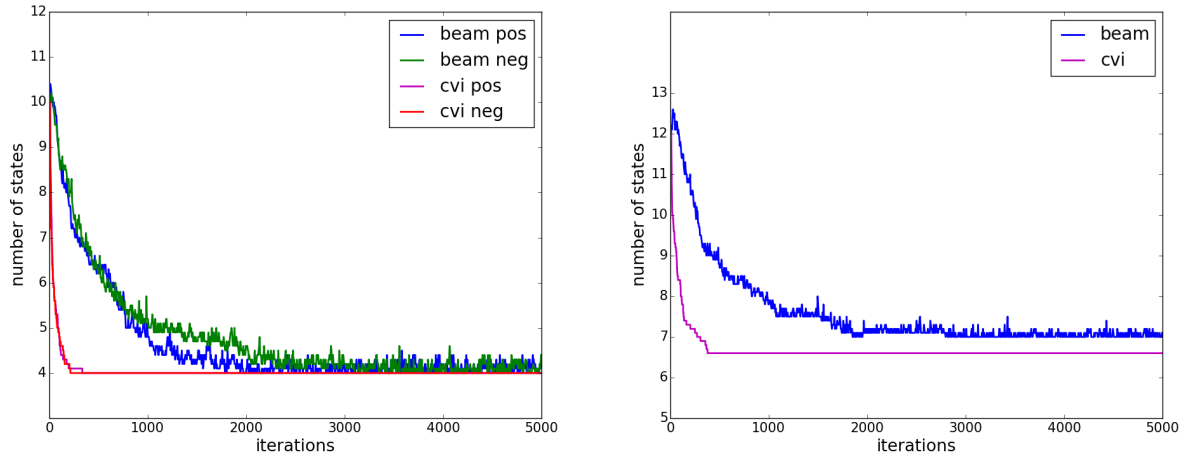 12
11
10
9
8
7
6
5
4
number of states
beam pos
beam neg
cvi pos
cvi neg
0 1000 2000 3000 4000 5000
iterations
13
12
11
10
9
8
7
6
5
number of states
beam
cvi
0 1000 2000 3000 4000 5000
iterations